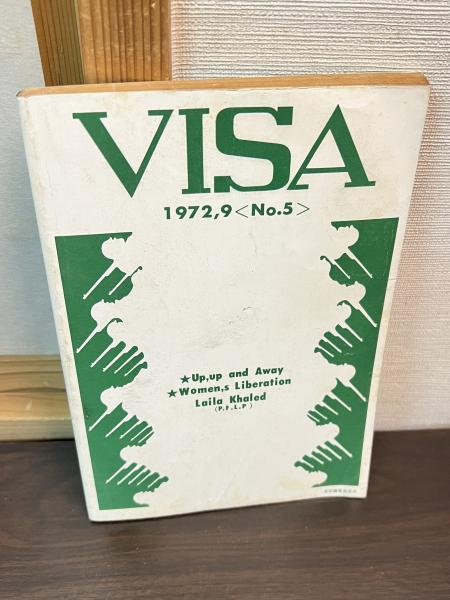 VISA
1972,9<No.5>
★Up,up and Away
★Women,s Liberation
Laila Khaled
(P.F.L.P)